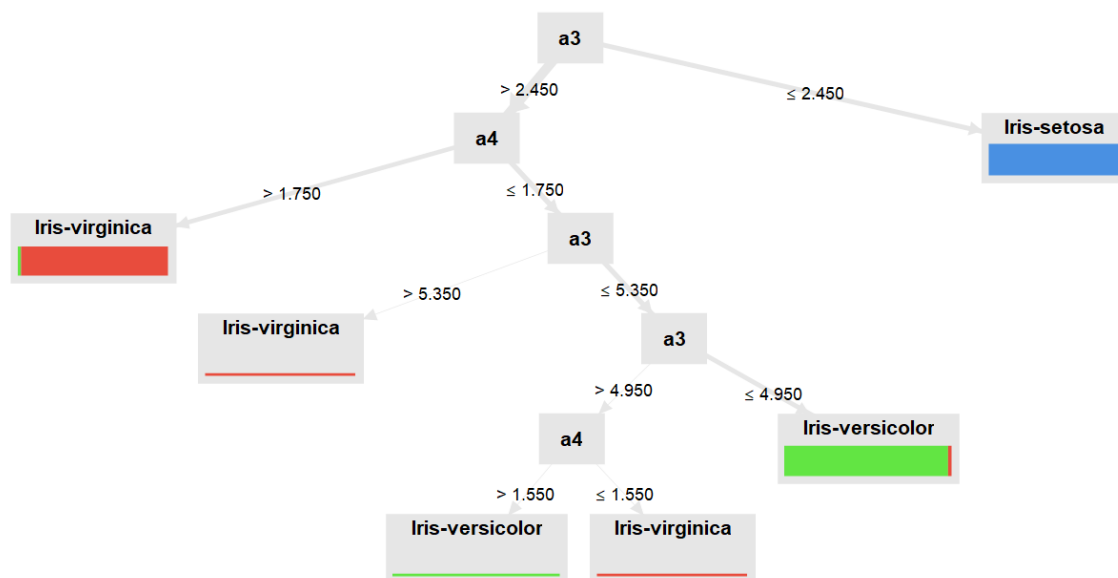 a3
> 2.450
≤ 2.450
a4
Iris-setosa
> 1.750
≤ 1.750
Iris-virginica
a3
> 5.350
≤ 5.350
Iris-virginica
a3
> 4.950
≤ 4.950
a4
Iris-versicolor
> 1.550
≤ 1.550
Iris-versicolor
Iris-virginica